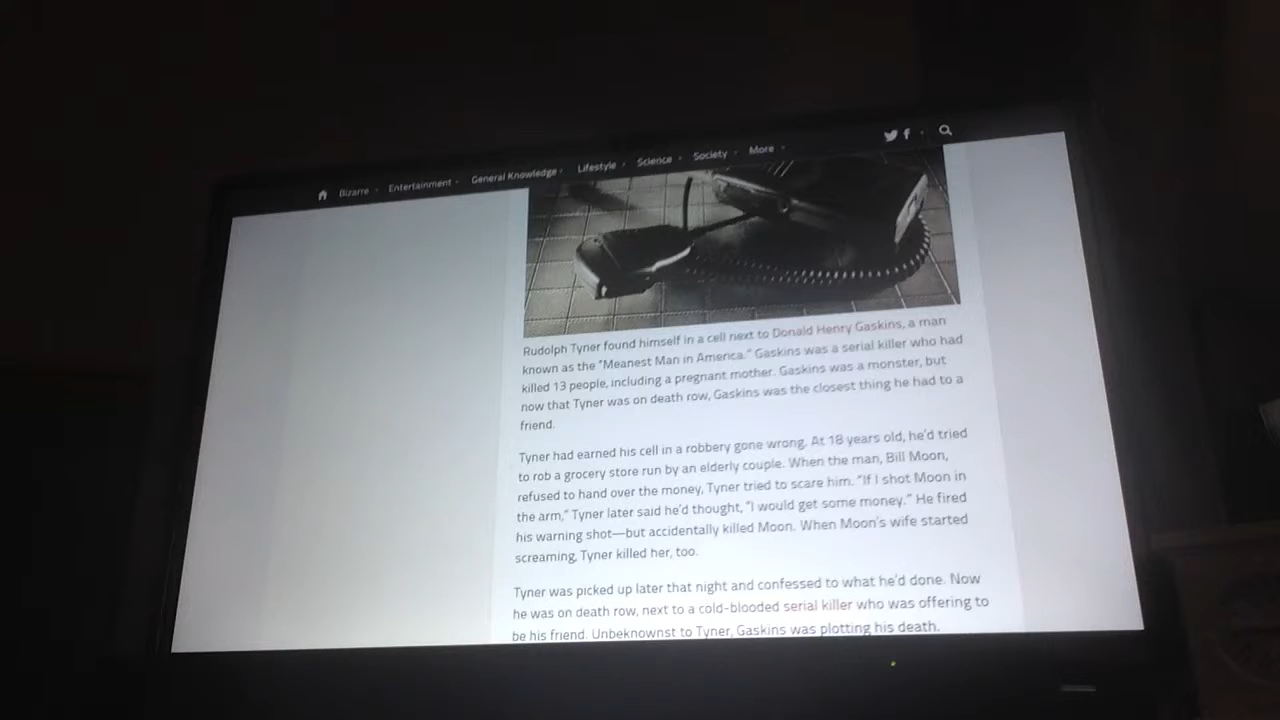 Bizarre Entertainment General Knowledge Lifestyle Science Society More
Rudolph Tyner found himself in a cell next to Donald Henry Gaskins, a man
known as the "Meanest Man in America." Gaskins was a serial killer who had
killed 13 people, including a pregnant mother. Gaskins was a monster, but
now that Tyner was on death row, Gaskins was the closest thing he had to a
friend.
Tyner had earned his cell in a robbery gone wrong. At 18 years old, he'd tried
to rob a grocery store run by an elderly couple. When the man, Bill Moon,
refused to hand over the money, Tyner tried to scare him. "If I shot Moon in
the arm," Tyner later said he'd thought, "I would get some money." He fired
his warning shot—but accidentally killed Moon. When Moon's wife started
screaming, Tyner killed her, too.
Tyner was picked up later that night and confessed to what he'd done. Now
he was on death row, next to a cold-blooded serial killer who was offering to
be his friend. Unbeknownst to Tyner, Gaskins was plotting his death.